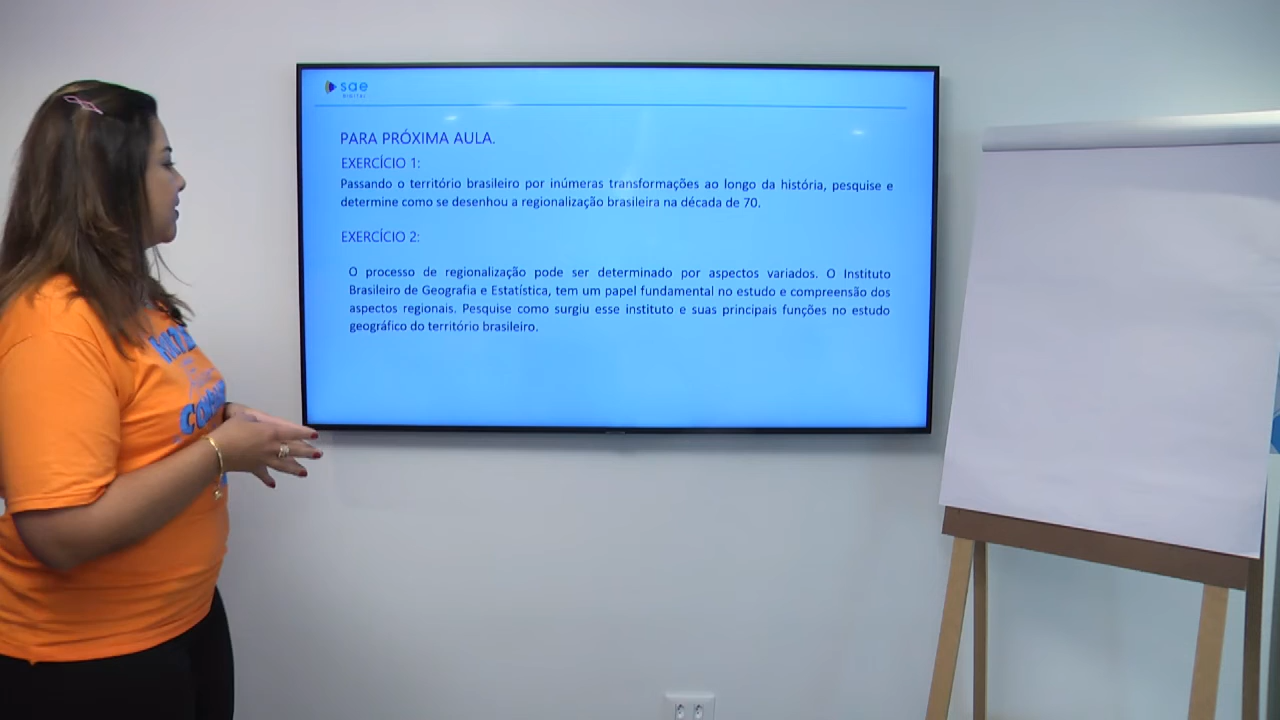 sae
DIGITAL
PARA PRÓXIMA AULA.
EXERCÍCIO 1:
Passando o território brasileiro por inúmeras transformações ao longo da história, pesquise e
determine como se desenhou a regionalização brasileira na década de 70.
EXERCÍCIO 2:
O processo de regionalização pode ser determinado por aspectos variados. O Instituto
Brasileiro de Geografia e Estatística, tem um papel fundamental no estudo e compreensão dos
aspectos regionais. Pesquise como surgiu esse instituto e suas principais funções no estudo
geográfico do território brasileiro.